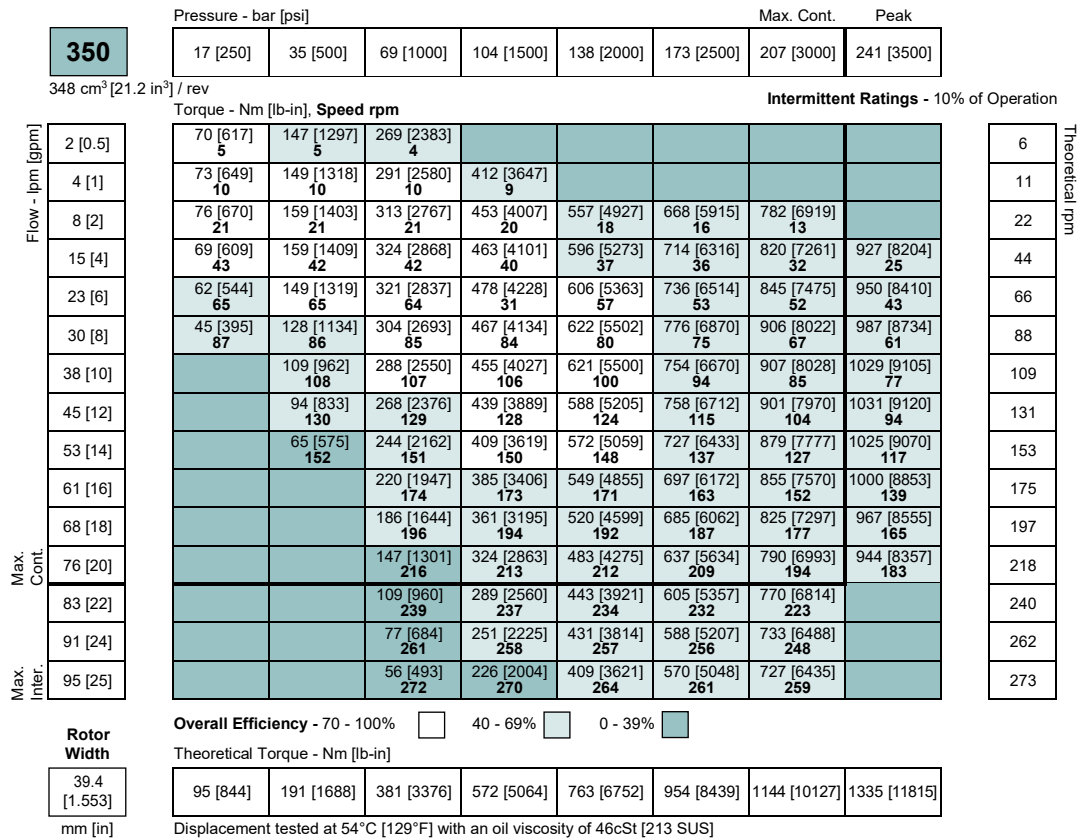 Pressure - bar [psi] Max. Cont. Peak
350 17 [250] 35 [500] 69 [1000] 104 [1500] 138 [2000] 173 [2500] 207 [3000] 241 [3500]
348 cm³ [21.2 in³] / rev
Torque - Nm [lb-in], Speed rpm Intermittent Ratings - 10% of Operation
Flow - lpm [gpm]
Theoretical rpm
2 [0.5] 70 [617] 147 [1297] 269 [2383] 6
5 5 4
4 [1] 73 [649] 149 [1318] 291 [2580] 412 [3647] 11
10 10 10 9
8 [2] 76 [670] 159 [1403] 313 [2767] 453 [4007] 557 [4927] 668 [5915] 782 [6919] 22
21 21 21 20 18 16 13
15 [4] 69 [609] 159 [1409] 324 [2868] 463 [4101] 596 [5273] 714 [6316] 820 [7261] 927 [8204] 44
43 42 42 40 37 36 32 25
23 [6] 62 [544] 149 [1319] 321 [2837] 478 [4228] 606 [5363] 736 [6514] 845 [7475] 950 [8410] 66
65 65 64 31 57 53 52 43
30 [8] 45 [395] 128 [1134] 304 [2693] 467 [4134] 622 [5502] 776 [6870] 906 [8022] 987 [8734] 88
87 86 85 84 80 75 67 61
38 [10] 109 [962] 288 [2550] 455 [4027] 621 [5500] 754 [6670] 907 [8028] 1029 [9105] 109
108 107 106 100 94 85 77
45 [12] 94 [833] 268 [2376] 439 [3889] 588 [5205] 758 [6712] 901 [7970] 1031 [9120] 131
130 129 128 124 115 104 94
53 [14] 65 [575] 244 [2162] 409 [3619] 572 [5059] 727 [6433] 879 [7777] 1025 [9070] 153
152 151 150 148 137 127 117
61 [16] 220 [1947] 385 [3406] 549 [4855] 697 [6172] 855 [7570] 1000 [8853] 175
174 173 171 163 152 139
68 [18] 186 [1644] 361 [3195] 520 [4599] 685 [6062] 825 [7297] 967 [8555] 197
196 194 192 187 177 165
Max. Cont.
76 [20] 147 [1301] 324 [2863] 483 [4275] 637 [5634] 790 [6993] 944 [8357] 218
216 213 212 209 194 183
83 [22] 109 [960] 289 [2560] 443 [3921] 605 [5357] 770 [6814] 240
239 237 234 232 223
91 [24] 77 [684] 251 [2225] 431 [3814] 588 [5207] 733 [6488] 262
261 258 257 256 248
Max. Inter.
95 [25] 56 [493] 226 [2004] 409 [3621] 570 [5048] 727 [6435] 273
272 270 264 261 259
Overall Efficiency - 70 - 100% 40 - 69% 0 - 39%
Rotor
Width
Theoretical Torque - Nm [lb-in]
39.4
[1.553]
95 [844] 191 [1688] 381 [3376] 572 [5064] 763 [6752] 954 [8439] 1144 [10127] 1335 [11815]
mm [in] Displacement tested at 54°C [129°F] with an oil viscosity of 46cSt [213 SUS]